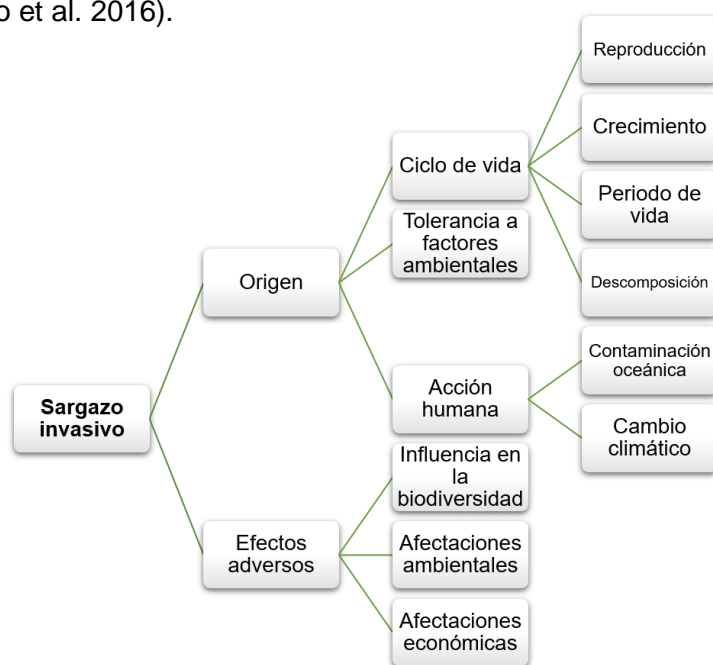 o et al. 2016).
Reproducción
Crecimiento
Ciclo de vida
Periodo de
vida
Tolerancia a
factores
ambientales
Origen
Descomposición
Contaminación
oceánica
Acción
humana
Cambio
climático
Sargazo
invasivo
Influencia en
la
biodiversidad
Efectos
adversos
Afectaciones
ambientales
Afectaciones
económicas